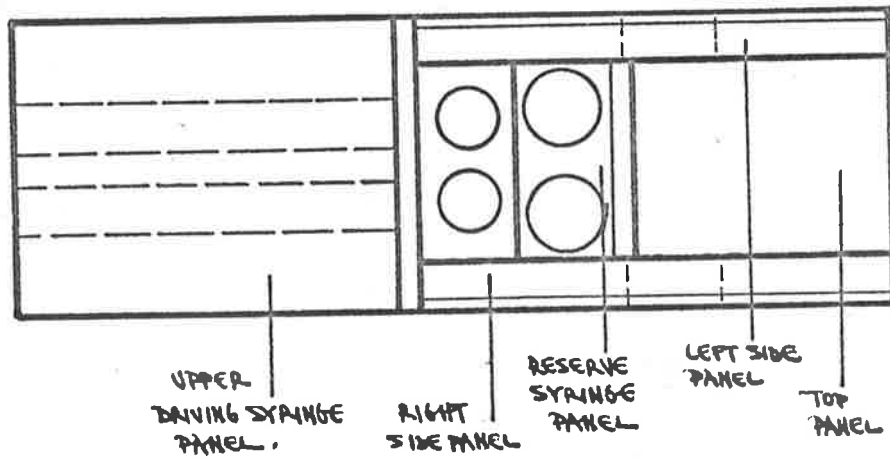 UPPER
DRIVING SYRINGE
PANEL.
RIGHT
SIDE PANEL
RESERVE
SYRINGE
PANEL
LEFT SIDE
PANEL
TOP
PANEL